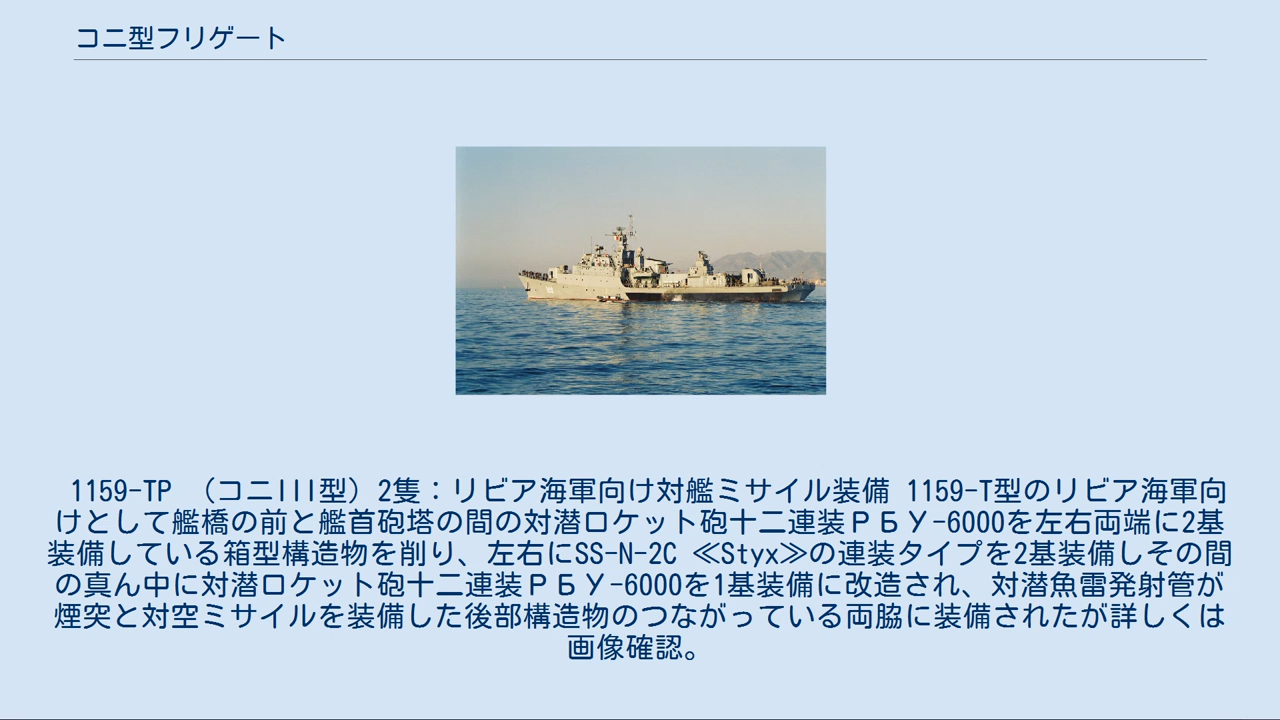 コニ型フリゲート
1159-TP （コニIII型）2隻：リビア海軍向け対艦ミサイル装備 1159-T型のリビア海軍向
けとして艦橋の前と艦首砲塔の間の対潜ロケット砲十二連装ＰБУ-6000を左右両端に2基
装備している箱型構造物を削り、左右にSS-N-2C ≪Styx≫の連装タイプを2基装備しその間
の真ん中に対潜ロケット砲十二連装ＰБУ-6000を1基装備に改造され、対潜魚雷発射管が
煙突と対空ミサイルを装備した後部構造物のつながっている両脇に装備されたが詳しくは
画像確認。